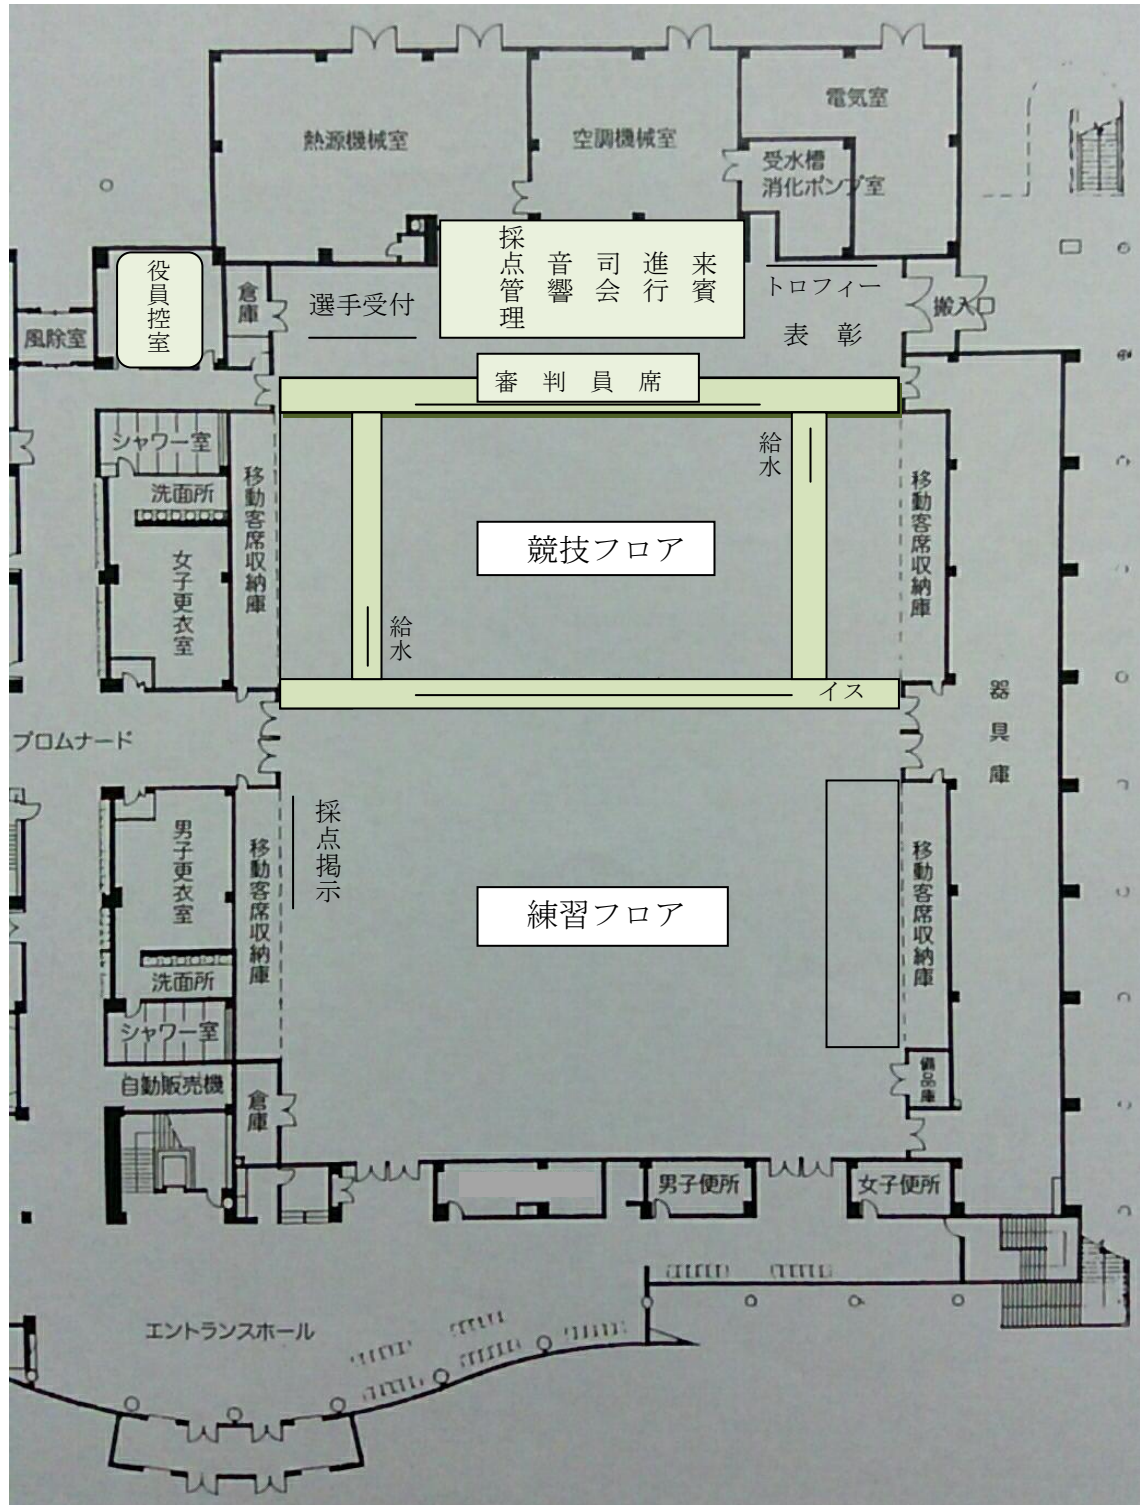 電気室
熱源機械室
空調機械室
受水槽
消化ポンプ室
役員控室
倉庫
風除室
選手受付
採点管理
音響
司会
進行
来賓
トロフィー
表 彰
搬入口
審 判 員 席
シャワー室
洗面所
女子更衣室
移動客席収納庫
給水
競技フロア
給水
移動客席収納庫
イス
器具庫
プロムナード
男子更衣室
洗面所
シャワー室
移動客席収納庫
採点掲示
練習フロア
移動客席収納庫
備品庫
自動販売機
倉庫
男子便所
女子便所
エントランスホール